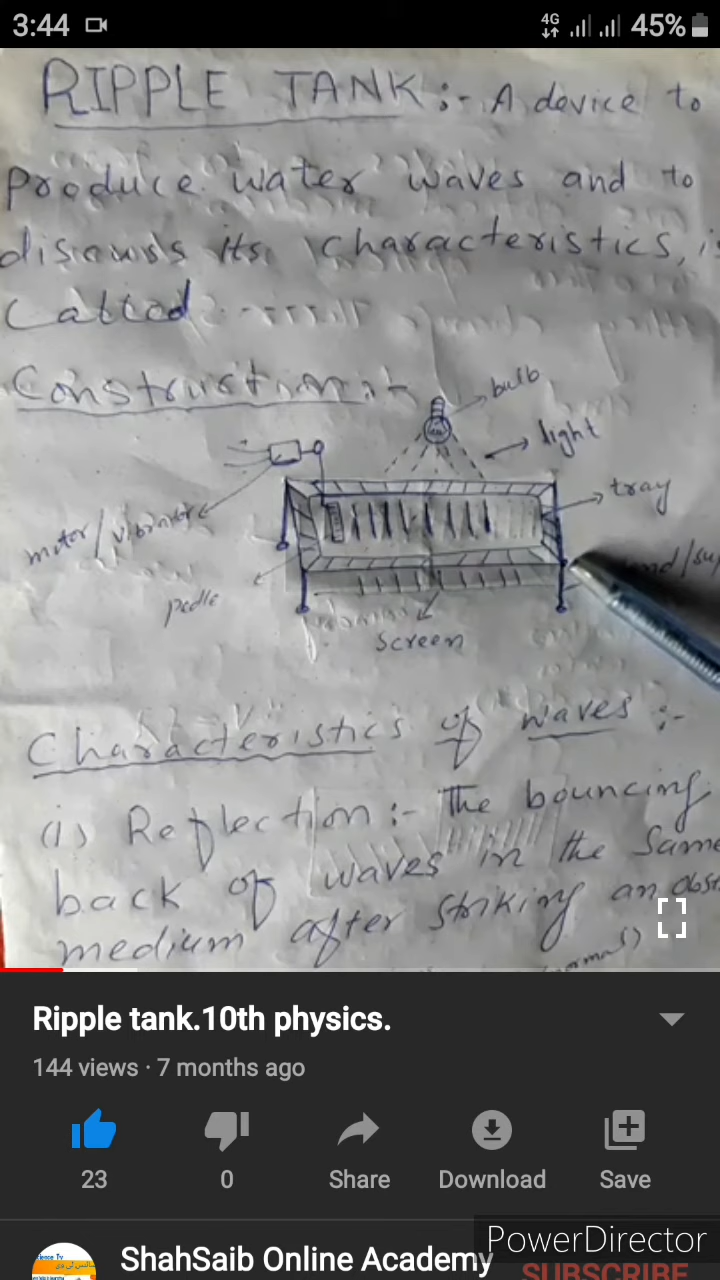 3:44
4G
45%
RIPPLE TANK :- A device to
produce water waves and to
discuss its characteristics, is
called
Construction :-
bulb
light
tray
motor/vibrator
pedle
screen
Characteristics of waves :-
(i) Reflection :- The bouncing
back of waves in the same
medium after striking an
Ripple tank.10th physics.
144 views · 7 months ago
23
0
Share
Download
Save
ShahSaib Online Academy
PowerDirector
SUBSCRIBE